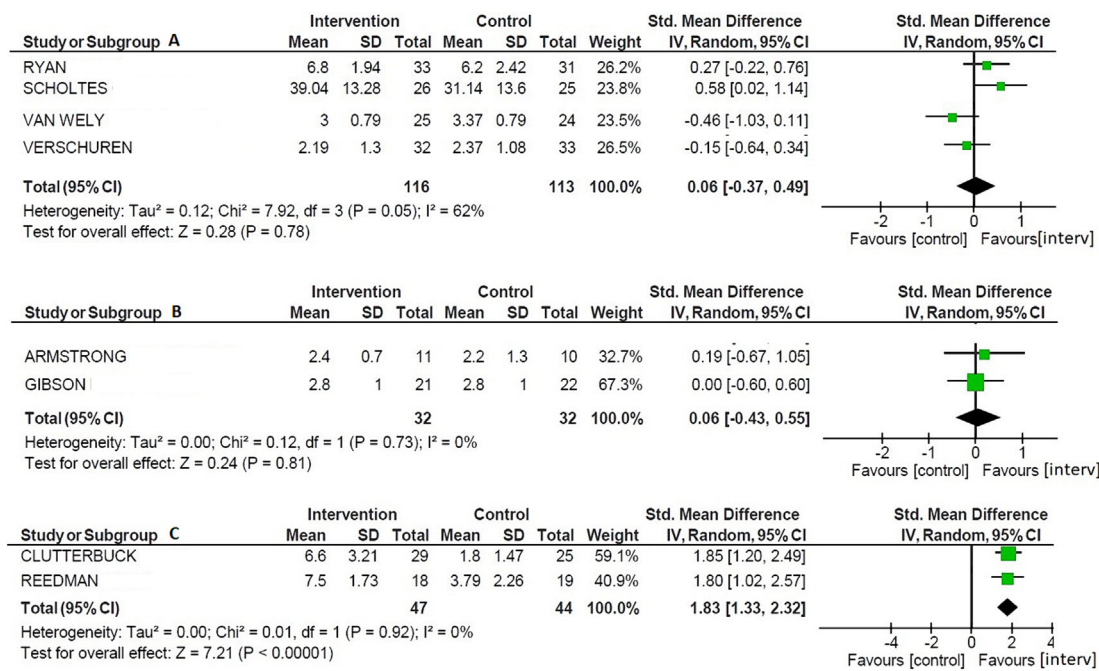 Intervention Control Std. Mean Difference Std. Mean Difference
Study or Subgroup A Mean SD Total Mean SD Total Weight IV, Random, 95% CI IV, Random, 95% CI
RYAN 6.8 1.94 33 6.2 2.42 31 26.2% 0.27 [-0.22, 0.76]
SCHOLTES 39.04 13.28 26 31.14 13.6 25 23.8% 0.58 [0.02, 1.14]
VAN WELY 3 0.79 25 3.37 0.79 24 23.5% -0.46 [-1.03, 0.11]
VERSCHUREN 2.19 1.3 32 2.37 1.08 33 26.5% -0.15 [-0.64, 0.34]
Total (95% CI) 116 113 100.0% 0.06 [-0.37, 0.49]
Heterogeneity: Tau² = 0.12; Chi² = 7.92, df = 3 (P = 0.05); I² = 62%
Test for overall effect: Z = 0.28 (P = 0.78)
-2 -1 0 1
Favours [control] Favours[interv]
Intervention Control Std. Mean Difference Std. Mean Difference
Study or Subgroup B Mean SD Total Mean SD Total Weight IV, Random, 95% CI IV, Random, 95% CI
ARMSTRONG 2.4 0.7 11 2.2 1.3 10 32.7% 0.19 [-0.67, 1.05]
GIBSON 2.8 1 21 2.8 1 22 67.3% 0.00 [-0.60, 0.60]
Total (95% CI) 32 32 100.0% 0.06 [-0.43, 0.55]
Heterogeneity: Tau² = 0.00; Chi² = 0.12, df = 1 (P = 0.73); I² = 0%
Test for overall effect: Z = 0.24 (P = 0.81)
-2 -1 0 1
Favours [control] Favours [interv]
Intervention Control Std. Mean Difference Std. Mean Difference
Study or Subgroup C Mean SD Total Mean SD Total Weight IV, Random, 95% CI IV, Random, 95% CI
CLUTTERBUCK 6.6 3.21 29 1.8 1.47 25 59.1% 1.85 [1.20, 2.49]
REEDMAN 7.5 1.73 18 3.79 2.26 19 40.9% 1.80 [1.02, 2.57]
Total (95% CI) 47 44 100.0% 1.83 [1.33, 2.32]
Heterogeneity: Tau² = 0.00; Chi² = 0.01, df = 1 (P = 0.92); I² = 0%
Test for overall effect: Z = 7.21 (P < 0.00001)
-4 -2 0 2 4
Favours [control] Favours [interv]